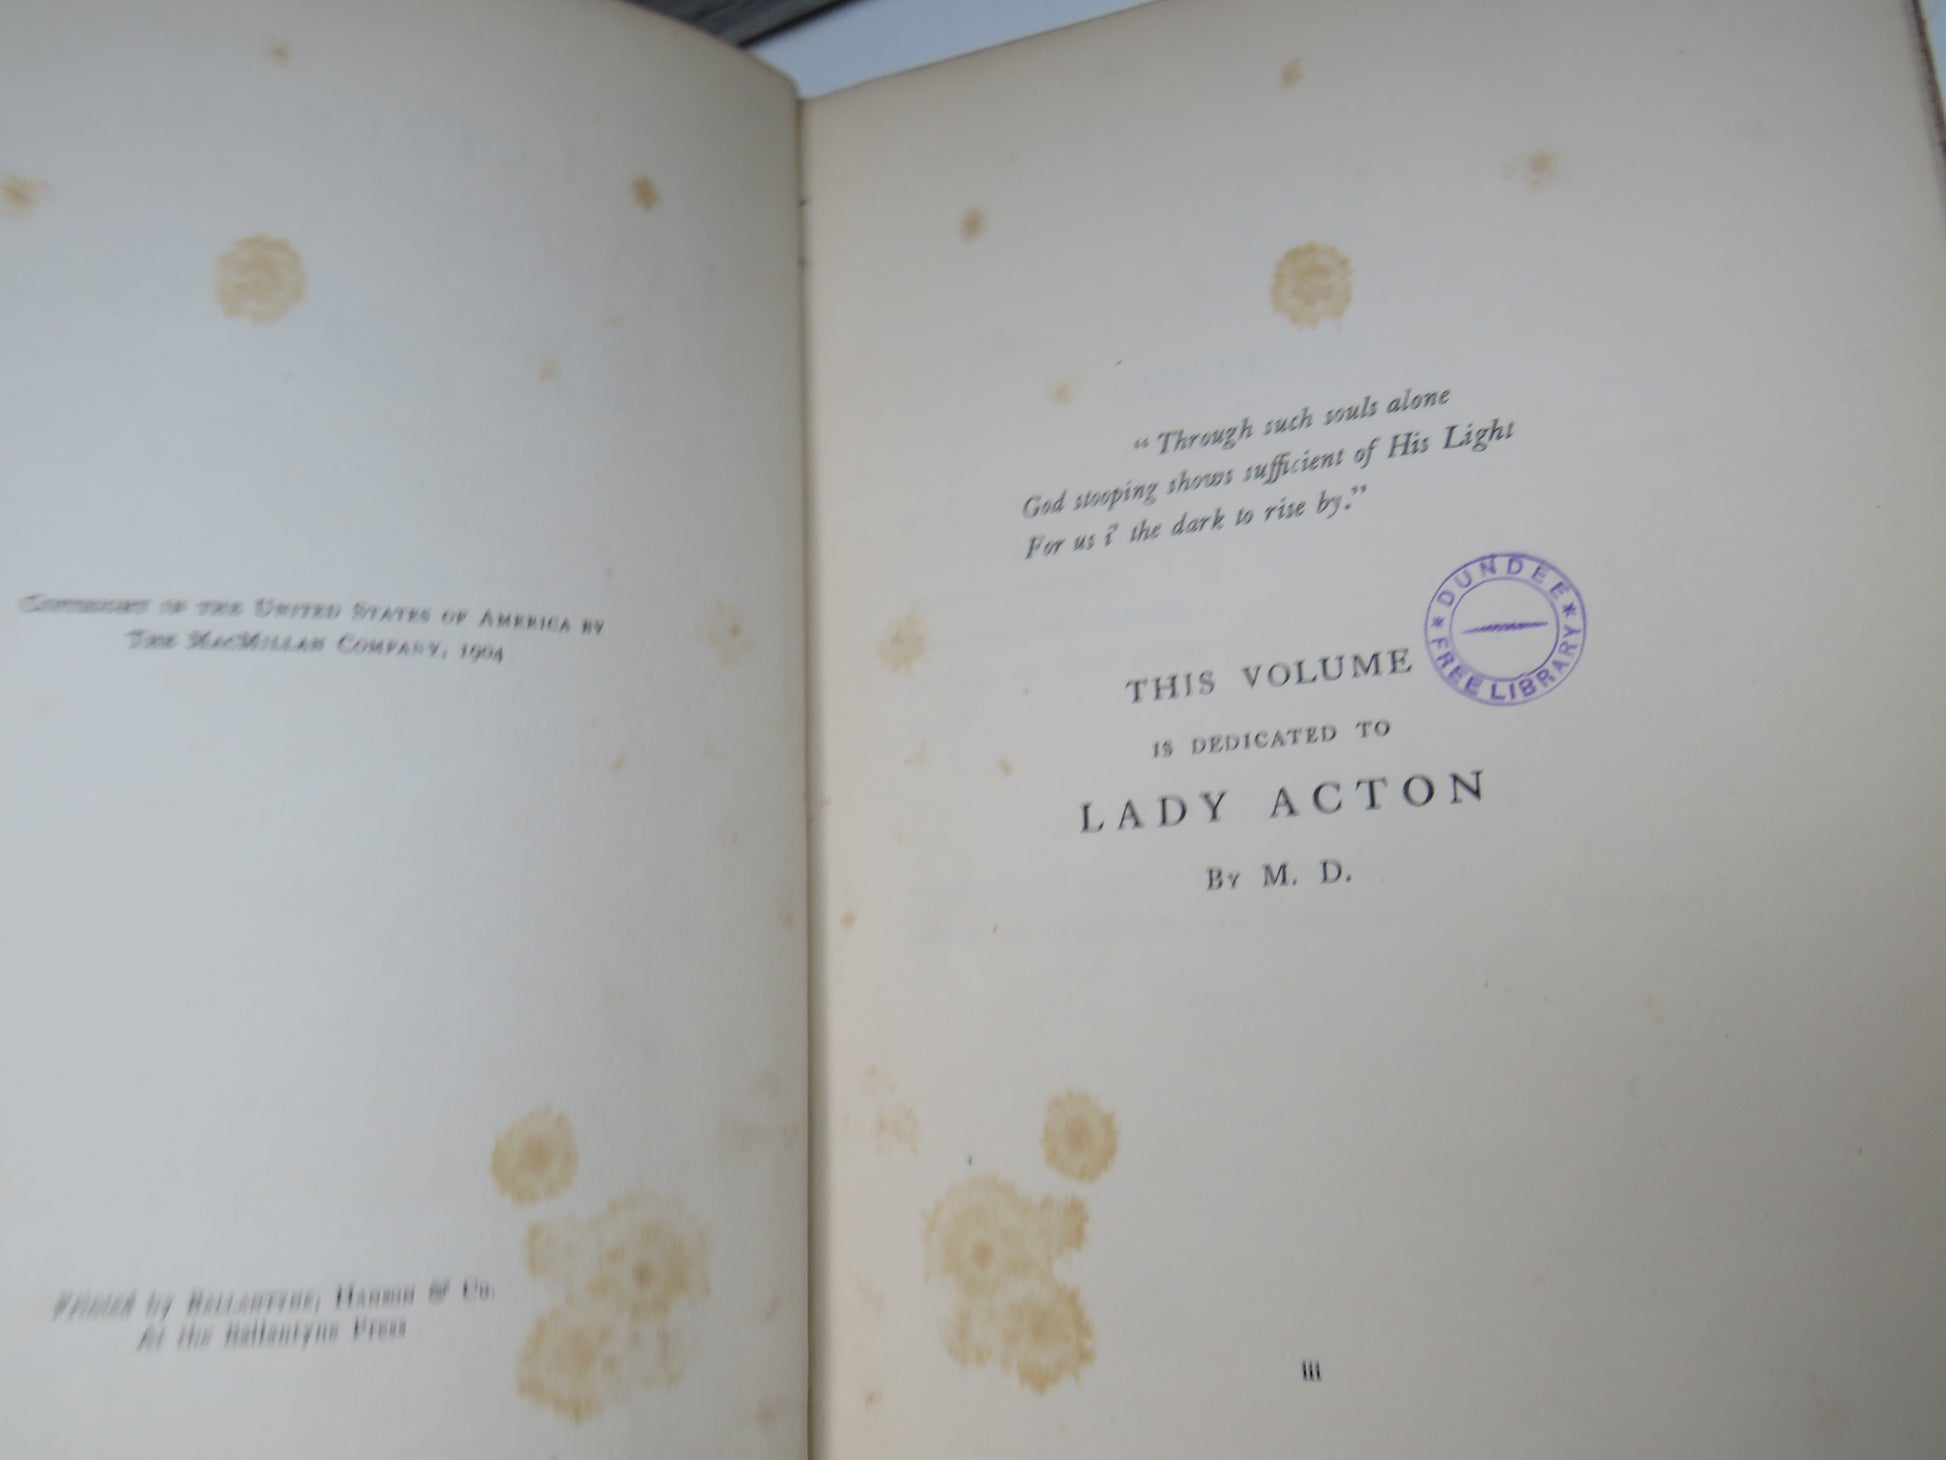 Copyright in the United States of America by
The MacMillan Company, 1904
Printed by Ballantyne, Hanson & Co.
At the Ballantyne Press
“Through such souls alone
God stooping shows sufficient of His Light
For us i' the dark to rise by.”
DUNDEE
* FREE LIBRARY *
THIS VOLUME
IS DEDICATED TO
LADY ACTON
By M. D.
iii